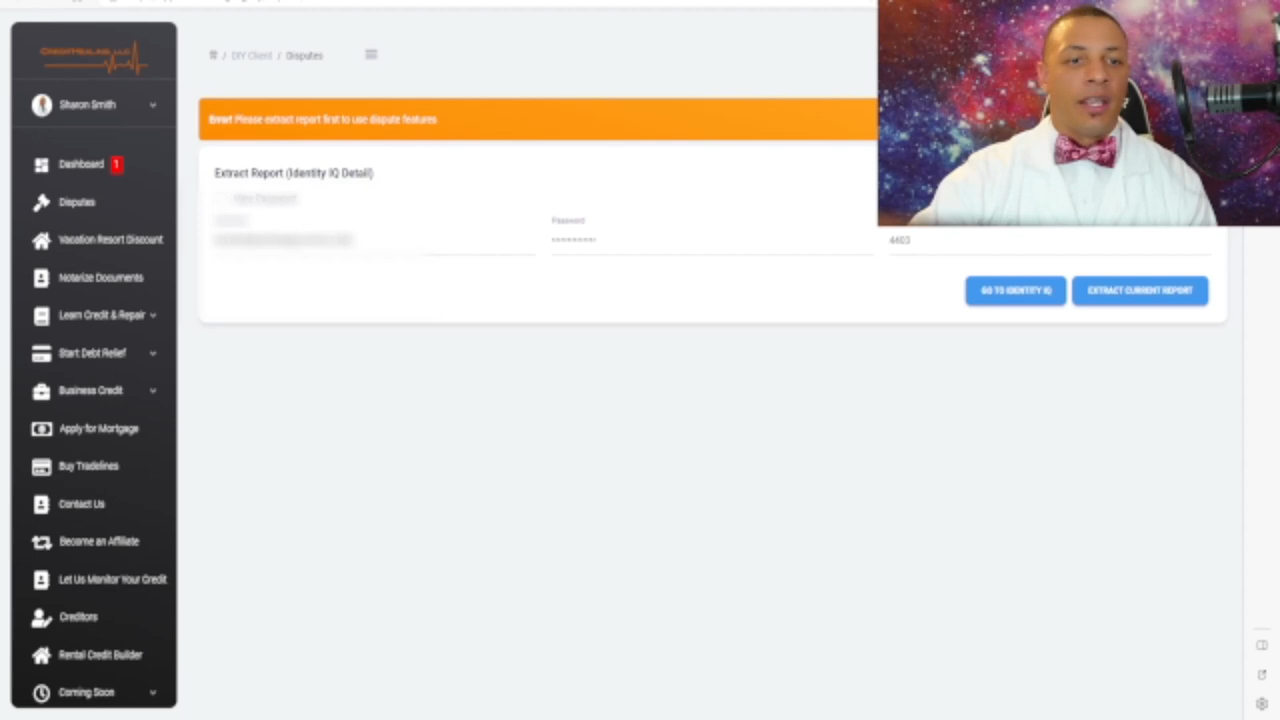 CREDITHEALING, LLC
Sharon Smith
Dashboard 1
Disputes
Vacation Resort Discount
Notarize Documents
Learn Credit & Repair
Start Debt Relief
Business Credit
Apply for Mortgage
Buy Tradelines
Contact Us
Become an Affiliate
Let Us Monitor Your Credit
Creditors
Rental Credit Builder
Coming Soon
/ DIY Client / Disputes
Error! Please extract report first to use dispute features
Extract Report (Identity IQ Detail)
Password
4403
GO TO IDENTITY IQ
EXTRACT CURRENT REPORT